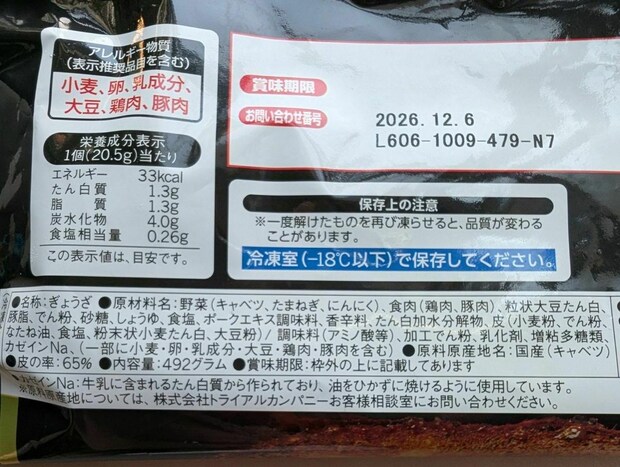 アレルギー物質
(表示推奨品目を含む)
小麦、卵、乳成分、
大豆、鶏肉、豚肉
栄養成分表示
1個(20.5g)当たり
エネルギー 33kcal
たん白質 1.3g
脂質 1.3g
炭水化物 4.0g
食塩相当量 0.26g
この表示値は、目安です。
賞味期限
お問い合わせ番号
2026.12.6
L606-1009-479-N7
保存上の注意
※一度解けたものを再び凍らせると、品質が変わる
ことがあります。
冷凍室(-18℃以下)で保存してください。
●名称:ぎょうざ ●原材料名:野菜(キャベツ、たまねぎ、にんにく)、食肉(鶏肉、豚肉)、粒状大豆たん白、
豚脂、でん粉、砂糖、しょうゆ、食塩、ポークエキス調味料、香辛料、たん白加水分解物、皮(小麦粉、でん粉、
なたね油、食塩、粉末状小麦たん白、大豆粉)/調味料(アミノ酸等)、加工でん粉、乳化剤、増粘多糖類、
カゼインNa、(一部に小麦・卵・乳成分・大豆・鶏肉・豚肉を含む) ●原料原産地名:国産(キャベツ)
●皮の率:65% ●内容量:492グラム ●賞味期限:枠外の上に記載してあります
カゼインNa:牛乳に含まれるたん白質から作られており、油をひかずに焼けるように使用しています。
※原料原産地については、株式会社トライアルカンパニーお客様相談室にお問い合わせください。